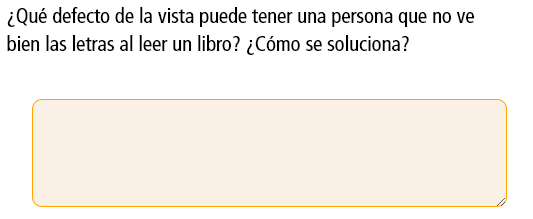 ¿Qué defecto de la vista puede tener una persona que no ve
bien las letras al leer un libro? ¿Cómo se soluciona?